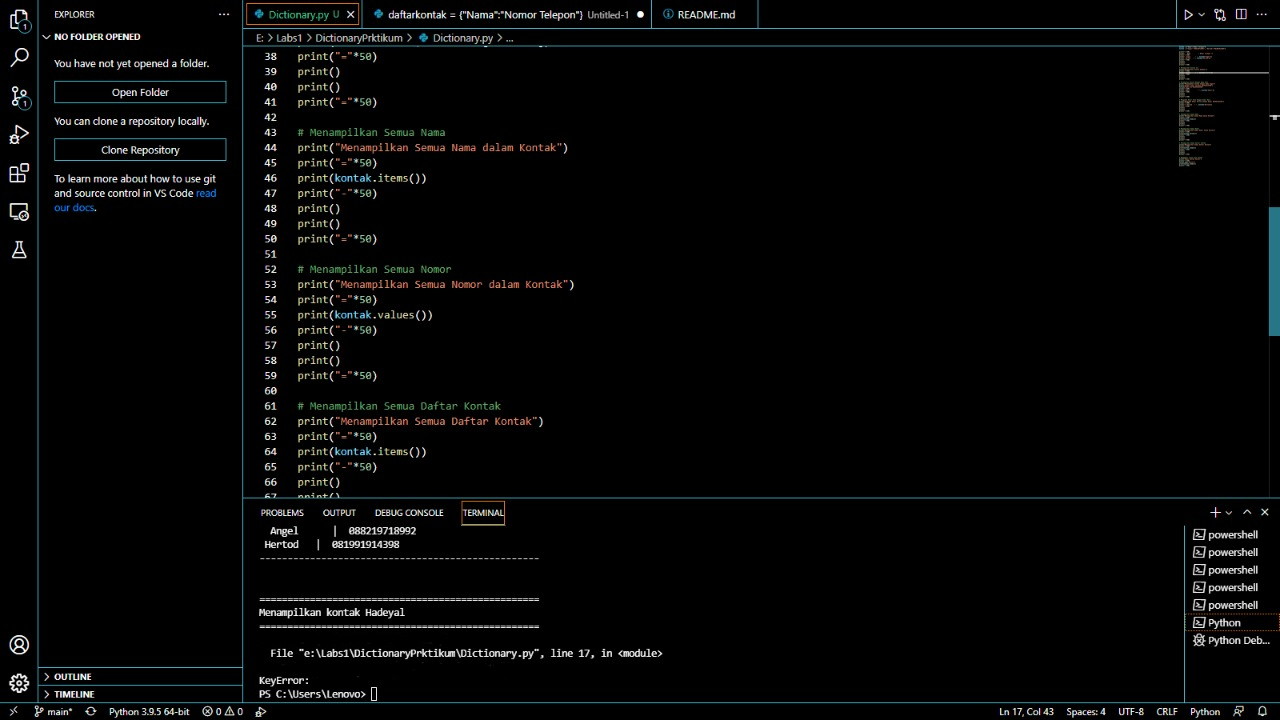 EXPLORER
NO FOLDER OPENED
You have not yet opened a folder.
Open Folder
You can clone a repository locally.
Clone Repository
To learn more about how to use git
and source control in VS Code read
our docs.
OUTLINE
TIMELINE
Dictionary.py U
daftarkontak = {"Nama":"Nomor Telepon"} Untitled-1
README.md
E: > Labs1 > DictionaryPrktikum > Dictionary.py > ...
38 print("="*50)
39 print()
40 print()
41 print("="*50)
42
43 # Menampilkan Semua Nama
44 print("Menampilkan Semua Nama dalam Kontak")
45 print("="*50)
46 print(kontak.items())
47 print("-"*50)
48 print()
49 print()
50 print("="*50)
51
52 # Menampilkan Semua Nomor
53 print("Menampilkan Semua Nomor dalam Kontak")
54 print("="*50)
55 print(kontak.values())
56 print("-"*50)
57 print()
58 print()
59 print("="*50)
60
61 # Menampilkan Semua Daftar Kontak
62 print("Menampilkan Semua Daftar Kontak")
63 print("="*50)
64 print(kontak.items())
65 print("-"*50)
66 print()
67 print()
PROBLEMS OUTPUT DEBUG CONSOLE TERMINAL
Angel | 088219718992
Hertod | 081991914398
--------------------------------------------------
==================================================
Menampilkan kontak Hadeyal
==================================================
File "e:\Labs1\DictionaryPrktikum\Dictionary.py", line 17, in <module>
KeyError:
PS C:\Users\Lenovo>
powershell
powershell
powershell
powershell
powershell
Python
Python Deb...
1
1
main* Python 3.9.5 64-bit 0 0 Ln 17, Col 43 Spaces: 4 UTF-8 CRLF Python